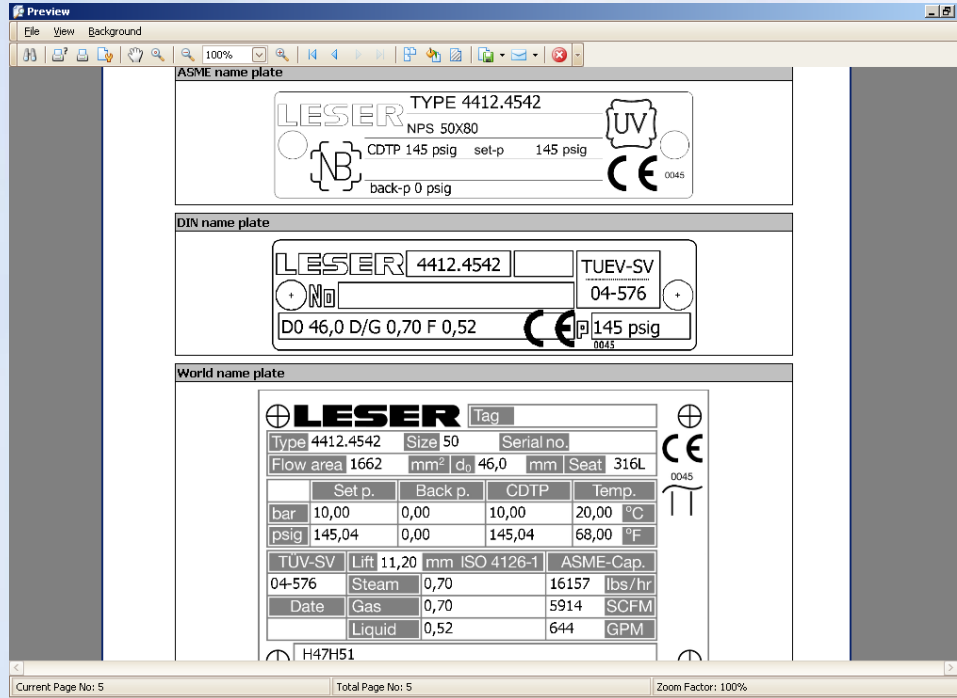 Preview
File View Background
100%
ASME name plate
LESER TYPE 4412.4542
NPS 50X80
UV
NB
CDTP 145 psig set-p 145 psig
CE 0045
back-p 0 psig
DIN name plate
LESER 4412.4542 TUEV-SV
No 04-576
D0 46,0 D/G 0,70 F 0,52 CE p 145 psig
0045
World name plate
LESER Tag
Type 4412.4542 Size 50 Serial no.
CE
Flow area 1662 mm² d₀ 46,0 mm Seat 316L
0045
Set p. Back p. CDTP Temp.
bar 10,00 0,00 10,00 20,00 °C
psig 145,04 0,00 145,04 68,00 °F
TÜV-SV Lift 11,20 mm ISO 4126-1 ASME-Cap.
04-576 Steam 0,70 16157 lbs/hr
Date Gas 0,70 5914 SCFM
Liquid 0,52 644 GPM
H47H51
Current Page No: 5 Total Page No: 5 Zoom Factor: 100%